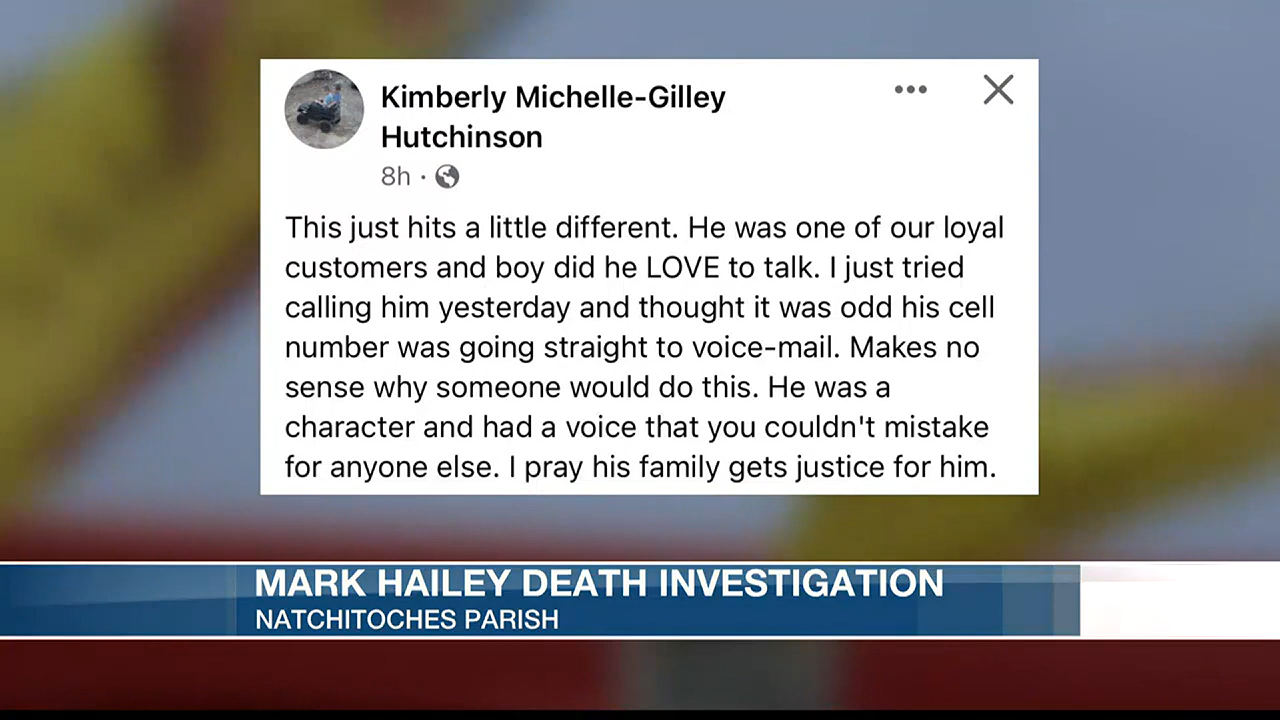 Kimberly Michelle-Gilley
Hutchinson
8h ·
This just hits a little different. He was one of our loyal
customers and boy did he LOVE to talk. I just tried
calling him yesterday and thought it was odd his cell
number was going straight to voice-mail. Makes no
sense why someone would do this. He was a
character and had a voice that you couldn't mistake
for anyone else. I pray his family gets justice for him.
MARK HAILEY DEATH INVESTIGATION
NATCHITOCHES PARISH